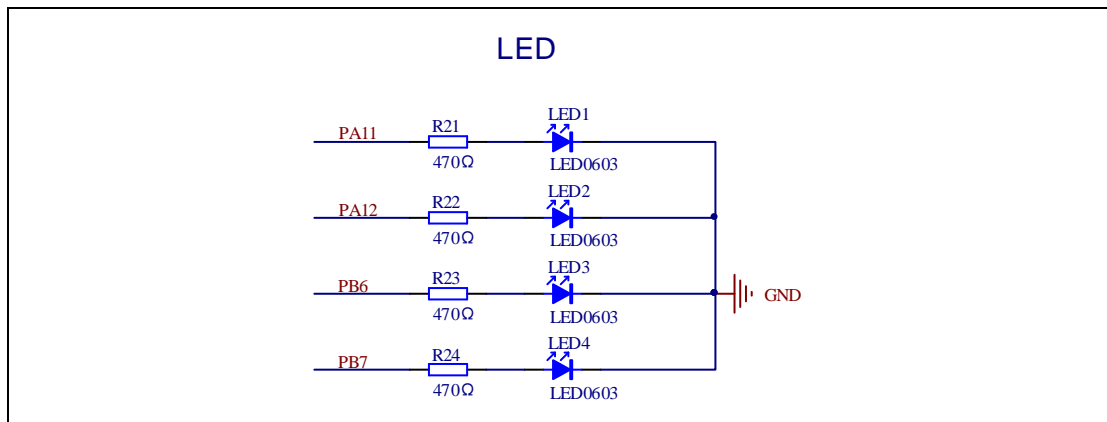 LED
LED1
PA11 R21
470Ω LED0603
LED2
PA12 R22
470Ω LED0603
LED3
PB6 R23
470Ω LED0603
GND
LED4
PB7 R24
470Ω LED0603